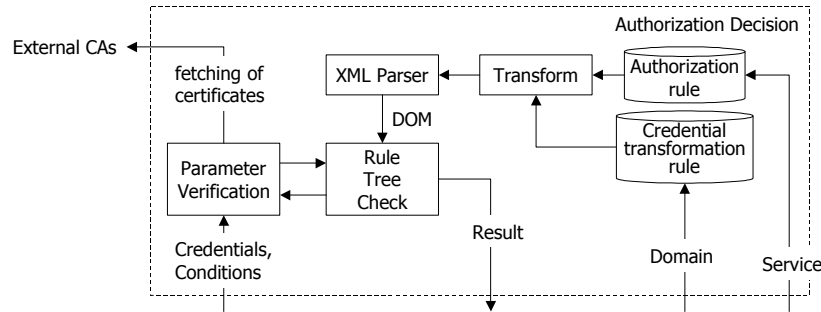 Authorization Decision
External CAs
fetching of
certificates
XML Parser
Transform
Authorization
rule
DOM
Credential
transformation
rule
Parameter
Verification
Rule
Tree
Check
Credentials,
Conditions
Result
Domain
Service